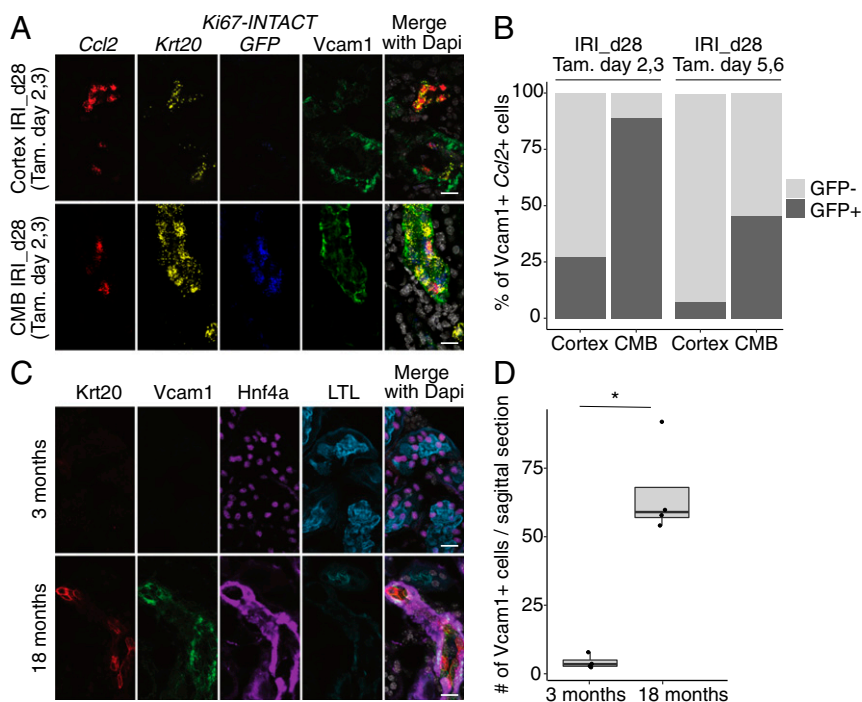 A
Ki67-INTACT
Ccl2 Krt20 GFP Vcam1 Merge with Dapi
Cortex IRI_d28
(Tam. day 2,3)
CMB IRI_d28
(Tam. day 2,3)
B
IRI_d28 IRI_d28
Tam. day 2,3 Tam. day 5,6
% of Vcam1+ Ccl2+ cells
100
75
50
25
0
Cortex CMB Cortex CMB
GFP-
GFP+
C
Krt20 Vcam1 Hnf4a LTL Merge with Dapi
3 months
18 months
D
*
# of Vcam1+ cells / sagittal section
75
50
25
0
3 months 18 months